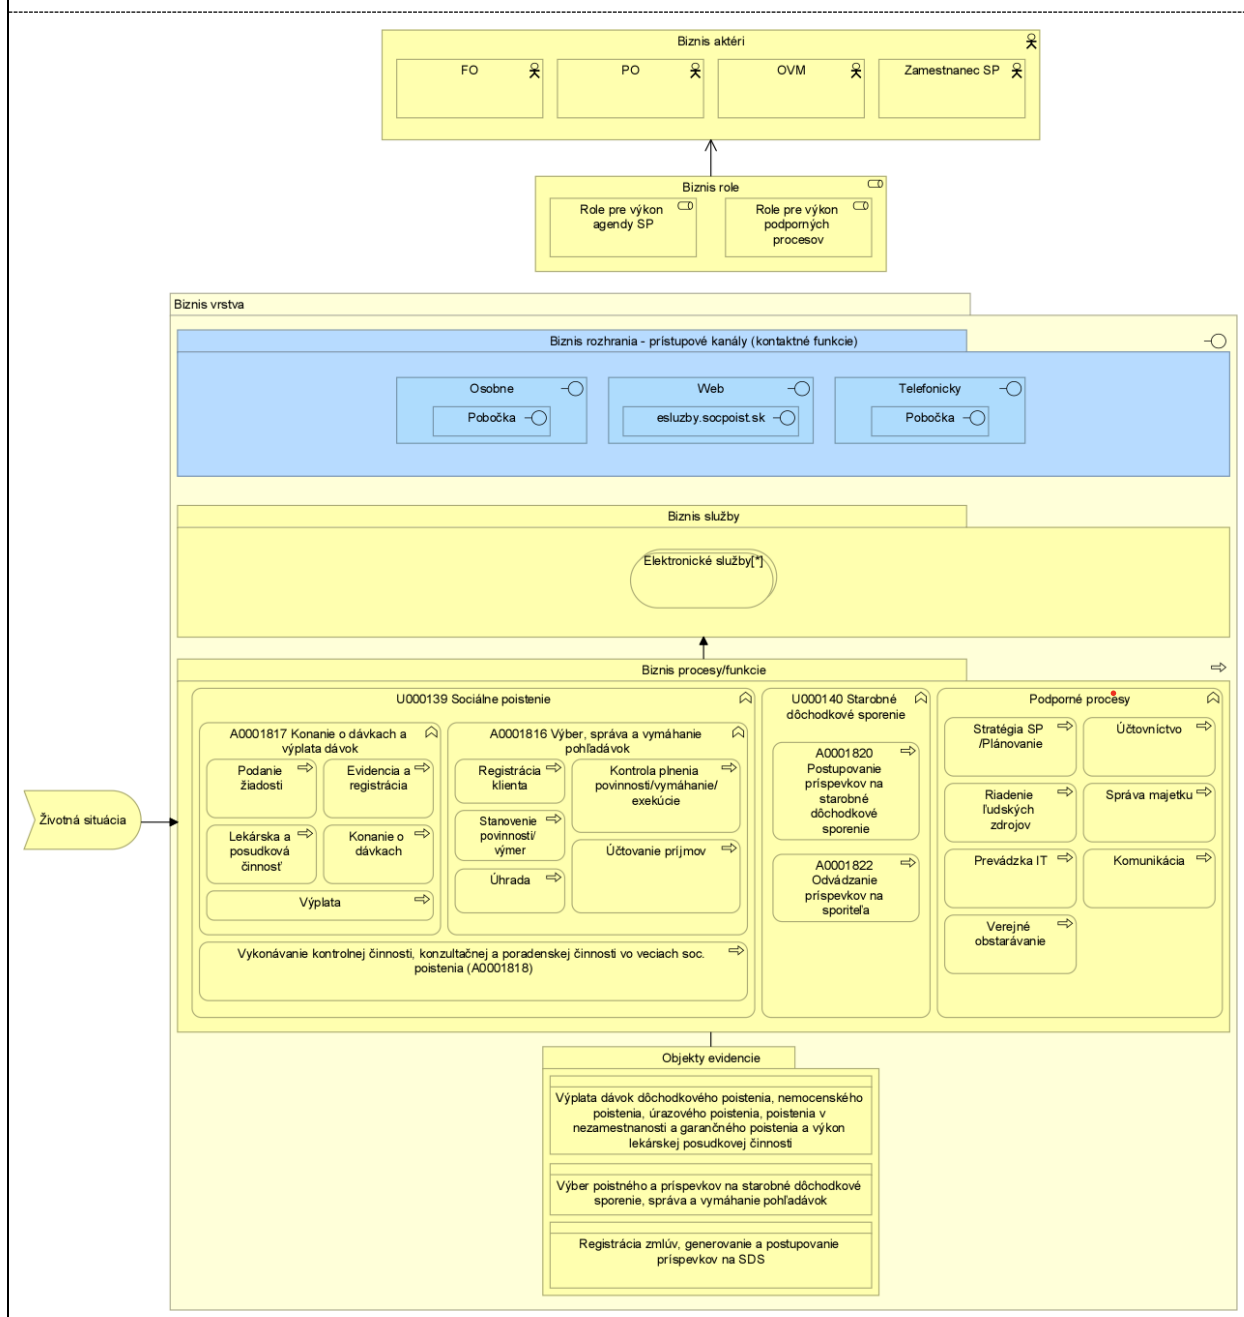 Biznis aktéri
FO
PO
OVM
Zamestnanec SP
Biznis role
Role pre výkon
agendy SP
Role pre výkon
podporných
procesov
Biznis vrstva
Biznis rozhrania - prístupové kanály (kontaktné funkcie)
Osobne
Pobočka
Web
esluzby.socpoist.sk
Telefonicky
Pobočka
Biznis služby
Elektronické služby[*]
Biznis procesy/funkcie
Životná situácia
U000139 Sociálne poistenie
A0001817 Konanie o dávkach a
výplata dávok
Podanie
žiadosti
Evidencia a
registrácia
Lekárska a
posudková
činnosť
Konanie o
dávkach
Výplata
A0001816 Výber, správa a vymáhanie
pohľadávok
Registrácia
klienta
Kontrola plnenia
povinností/vymáhanie/
exekúcie
Stanovenie
povinnosti/
výmer
Účtovanie príjmov
Úhrada
Vykonávanie kontrolnej činnosti, konzultačnej a poradenskej činnosti vo veciach soc.
poistenia (A0001818)
U000140 Starobné
dôchodkové sporenie
A0001820
Postupovanie
príspevkov na
starobné
dôchodkové
sporenie
A0001822
Odvádzanie
príspevkov na
sporiteľa
Podporné procesy
Stratégia SP
/Plánovanie
Účtovníctvo
Riadenie
ľudských
zdrojov
Správa majetku
Prevádzka IT
Komunikácia
Verejné
obstarávanie
Objekty evidencie
Výplata dávok dôchodkového poistenia, nemocenského
poistenia, úrazového poistenia, poistenia v
nezamestnanosti a garančného poistenia a výkon
lekárskej posudkovej činnosti
Výber poistného a príspevkov na starobné dôchodkové
sporenie, správa a vymáhanie pohľadávok
Registrácia zmlúv, generovanie a postupovanie
príspevkov na SDS